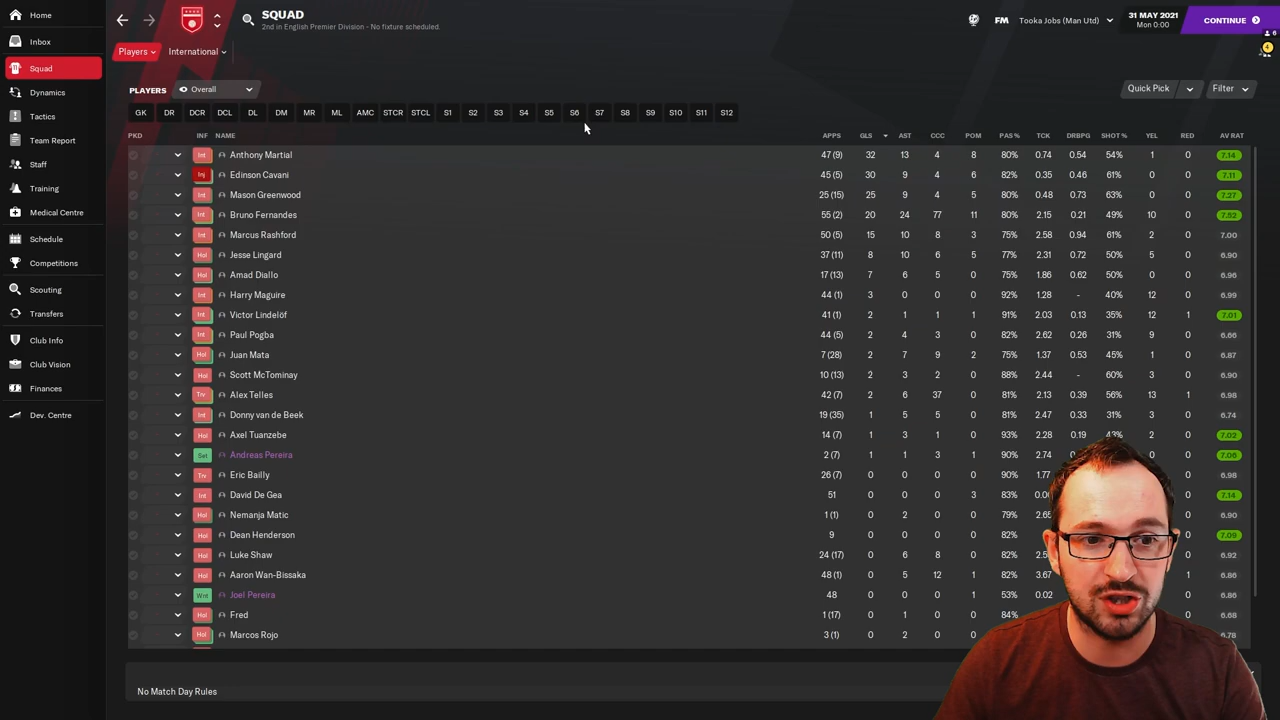 Home
Inbox
Squad
Dynamics
Tactics
Team Report
Staff
Training
Medical Centre
Schedule
Competitions
Scouting
Transfers
Club Info
Club Vision
Finances
Dev. Centre
SQUAD
2nd in English Premier Division - No fixture scheduled.
FM Tooka Jobs (Man Utd) 31 MAY 2021 Mon 0:00 CONTINUE
Players International
PLAYERS Overall Quick Pick Filter
GK DR DCR DCL DL DM MR ML AMC STCR STCL S1 S2 S3 S4 S5 S6 S7 S8 S9 S10 S11 S12
PKD INF NAME APPS GLS AST CCC POM PAS % TCK DRBPG SHOT % YEL RED AV RAT
Int Anthony Martial 47 (9) 32 13 4 8 80% 0.74 0.54 54% 1 0 7.14
Inj Edinson Cavani 45 (5) 30 9 4 6 82% 0.35 0.46 61% 0 0 7.11
Int Mason Greenwood 25 (15) 25 9 4 5 80% 0.48 0.73 63% 0 0 7.27
Int Bruno Fernandes 55 (2) 20 24 77 11 80% 2.15 0.21 49% 10 0 7.52
Int Marcus Rashford 50 (5) 15 10 8 3 75% 2.58 0.94 61% 2 0 7.00
Hol Jesse Lingard 37 (11) 8 10 6 5 77% 2.31 0.72 50% 5 0 6.90
Hol Amad Diallo 17 (13) 7 6 5 0 75% 1.86 0.62 50% 0 0 6.96
Int Harry Maguire 44 (1) 3 0 0 0 92% 1.28 - 40% 12 0 6.99
Int Victor Lindelöf 41 (1) 2 1 1 1 91% 2.03 0.13 35% 12 1 7.01
Int Paul Pogba 44 (5) 2 4 3 0 82% 2.62 0.26 31% 9 0 6.66
Hol Juan Mata 7 (28) 2 7 9 2 75% 1.37 0.53 45% 1 0 6.87
Hol Scott McTominay 10 (13) 2 3 2 0 88% 2.44 - 60% 3 0 6.90
Trv Alex Telles 42 (7) 2 6 37 0 81% 2.13 0.39 56% 13 1 6.98
Int Donny van de Beek 19 (35) 1 5 5 0 81% 2.47 0.33 31% 3 0 6.74
Hol Axel Tuanzebe 14 (7) 1 3 1 0 93% 2.28 0.19 43% 2 0 7.02
Set Andreas Pereira 2 (7) 1 1 3 1 90% 2.74 7.05
Trv Eric Bailly 26 (7) 0 0 0 0 90% 1.77 6.98
Int David De Gea 51 0 0 0 3 83% 7.14
Hol Nemanja Matic 1 (1) 0 2 0 0 79% 6.90
Hol Dean Henderson 9 0 0 0 0 82% 7.09
Hol Luke Shaw 24 (17) 0 6 8 0 82% 6.92
Hol Aaron Wan-Bissaka 48 (1) 0 5 12 1 82% 3.67 1 6.86
Wnt Joel Pereira 48 0 0 0 1 53% 0.02 6.86
Hol Fred 1 (17) 0 1 0 0 84% 6.68
Hol Marcos Rojo 3 (1) 0 2 0 0 6.78
No Match Day Rules